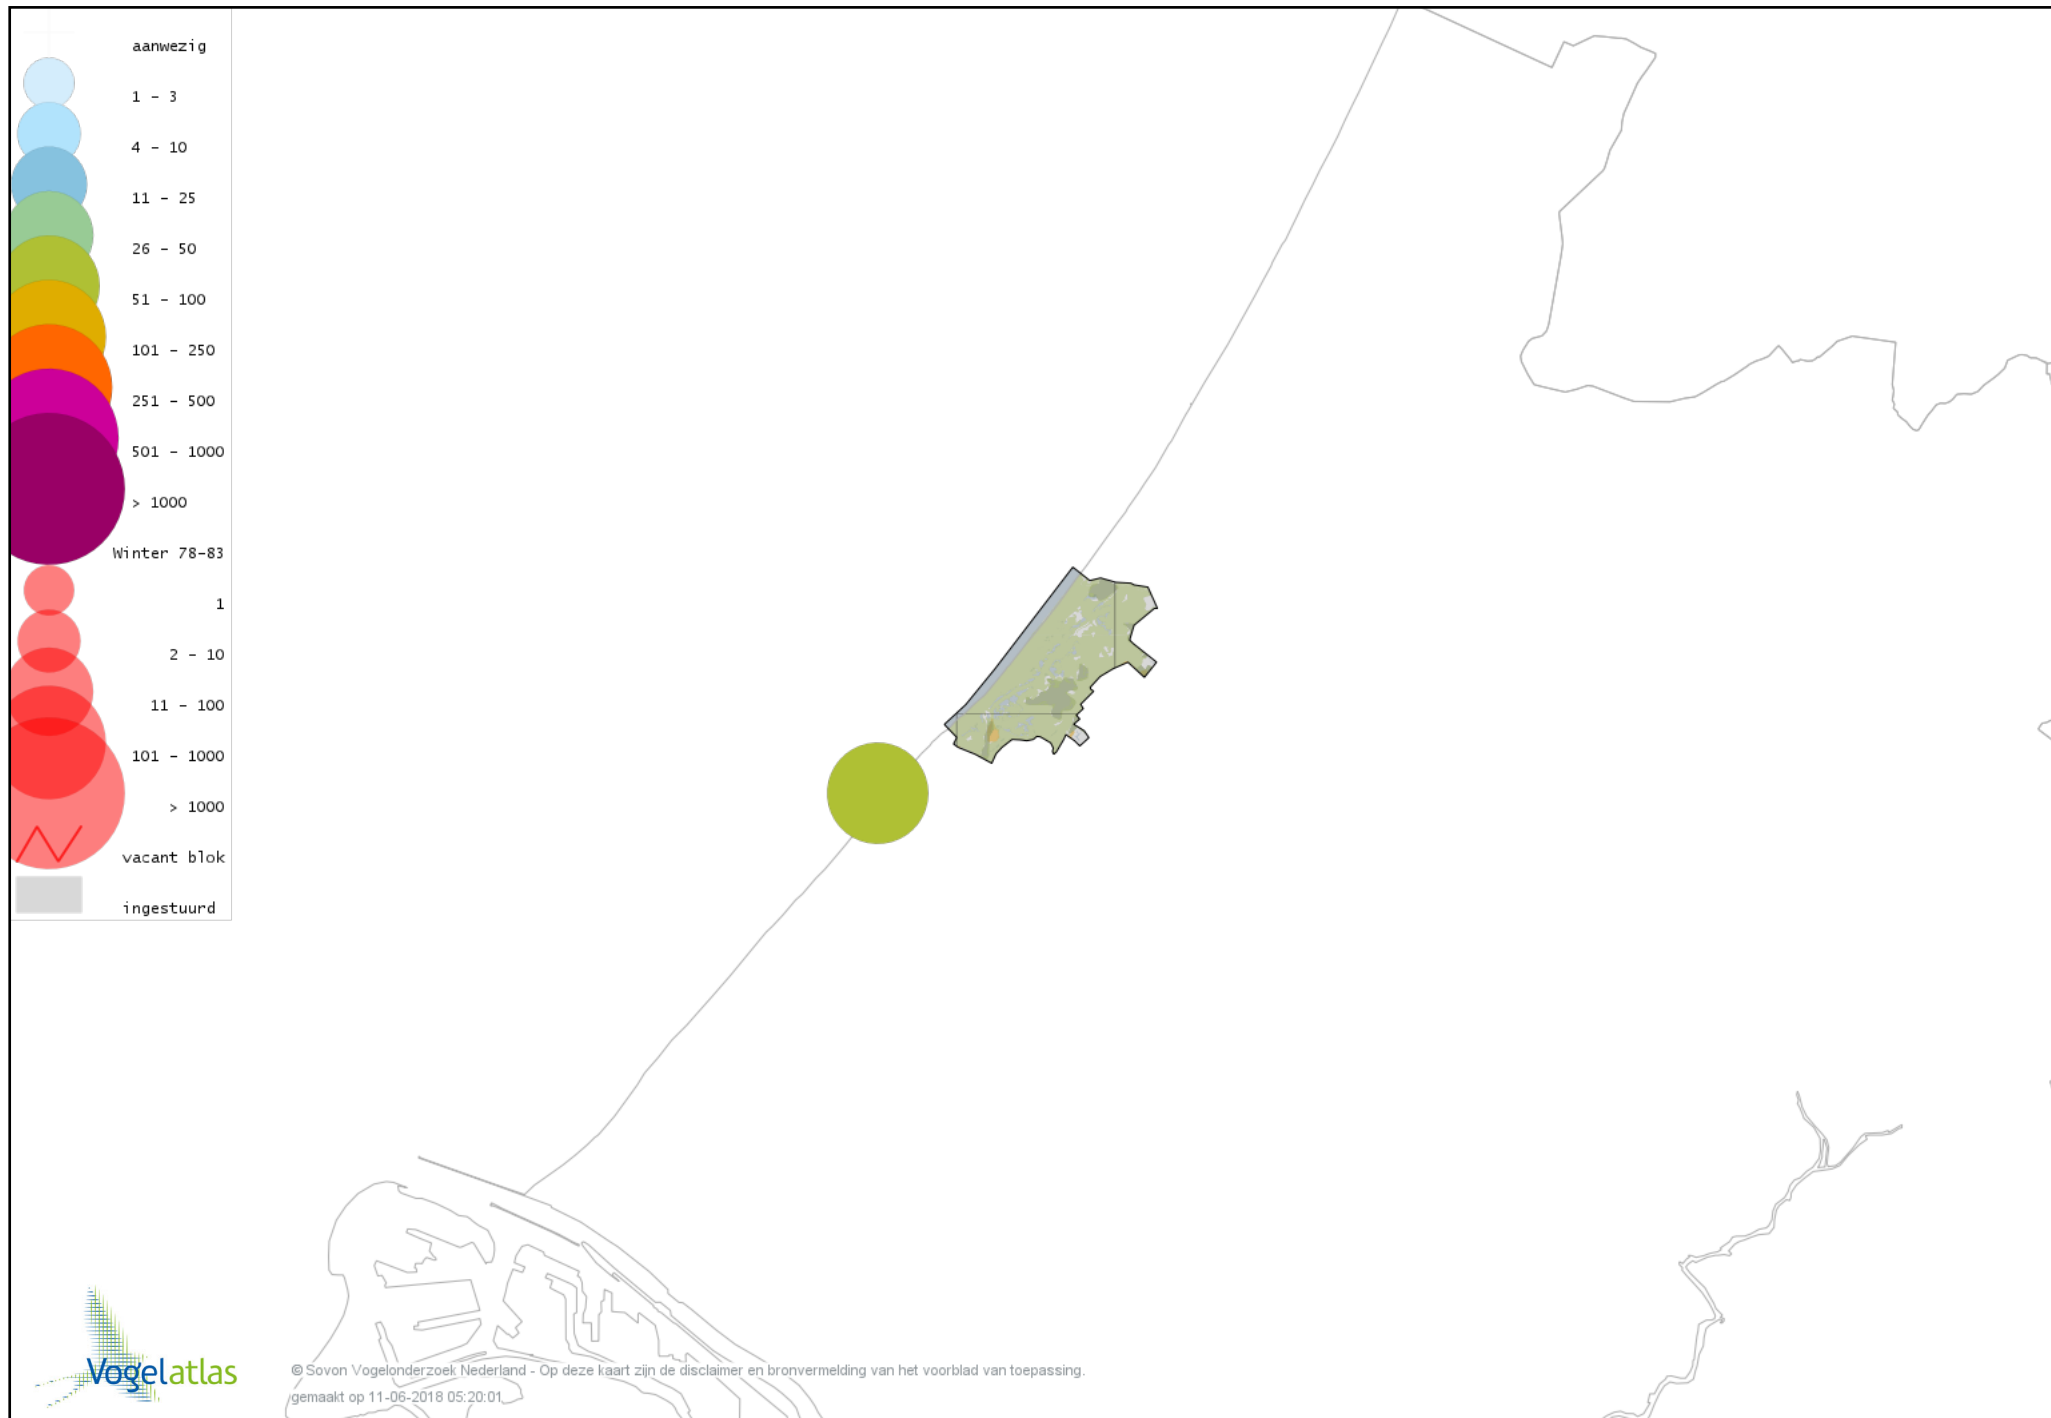 aanwezig
1 - 3
4 - 10
11 - 25
26 - 50
51 - 100
101 - 250
251 - 500
501 - 1000
> 1000
Winter 78-83
1
2 - 10
11 - 100
101 - 1000
> 1000
vacant blok
ingestuurd
Vogelatlas
© Sovon Vogelonderzoek Nederland - Op deze kaart zijn de disclaimer en bronvermelding van het voorblad van toepassing.
gemaakt op 11-06-2018 05:20:01